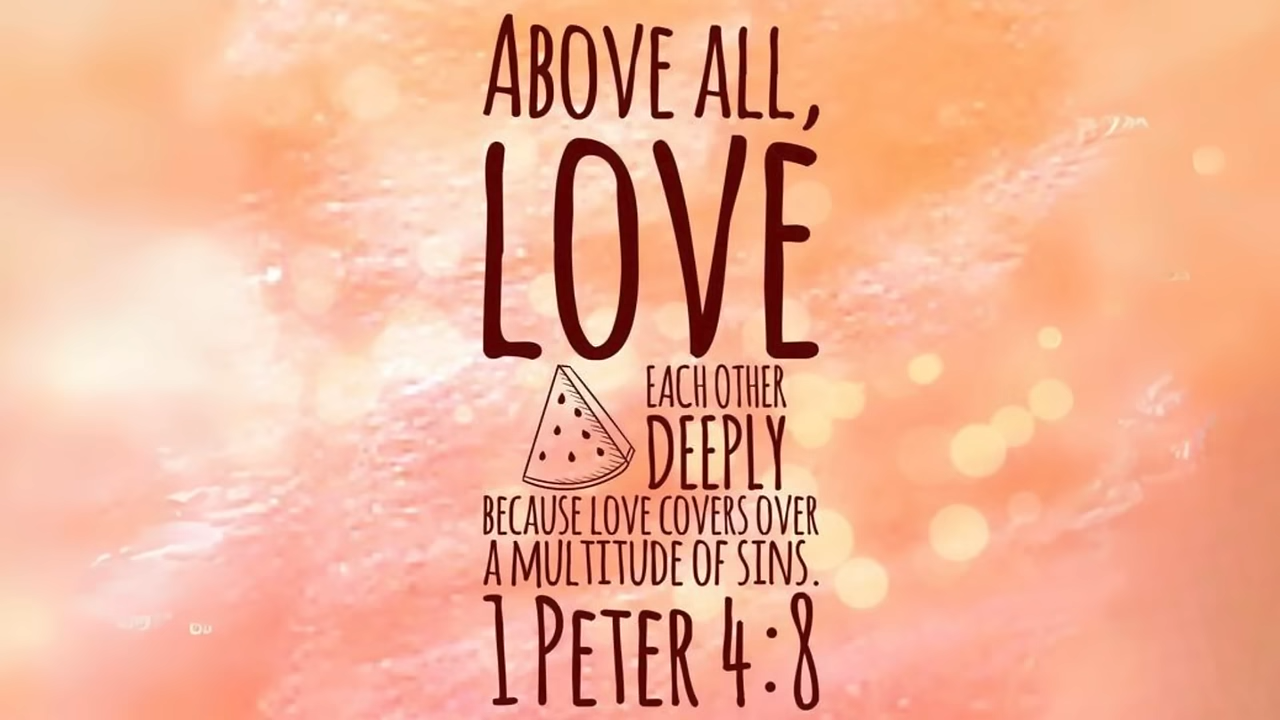 ABOVE ALL,
LOVE
EACH OTHER
DEEPLY
BECAUSE LOVE COVERS OVER
A MULTITUDE OF SINS.
1 PETER 4:8